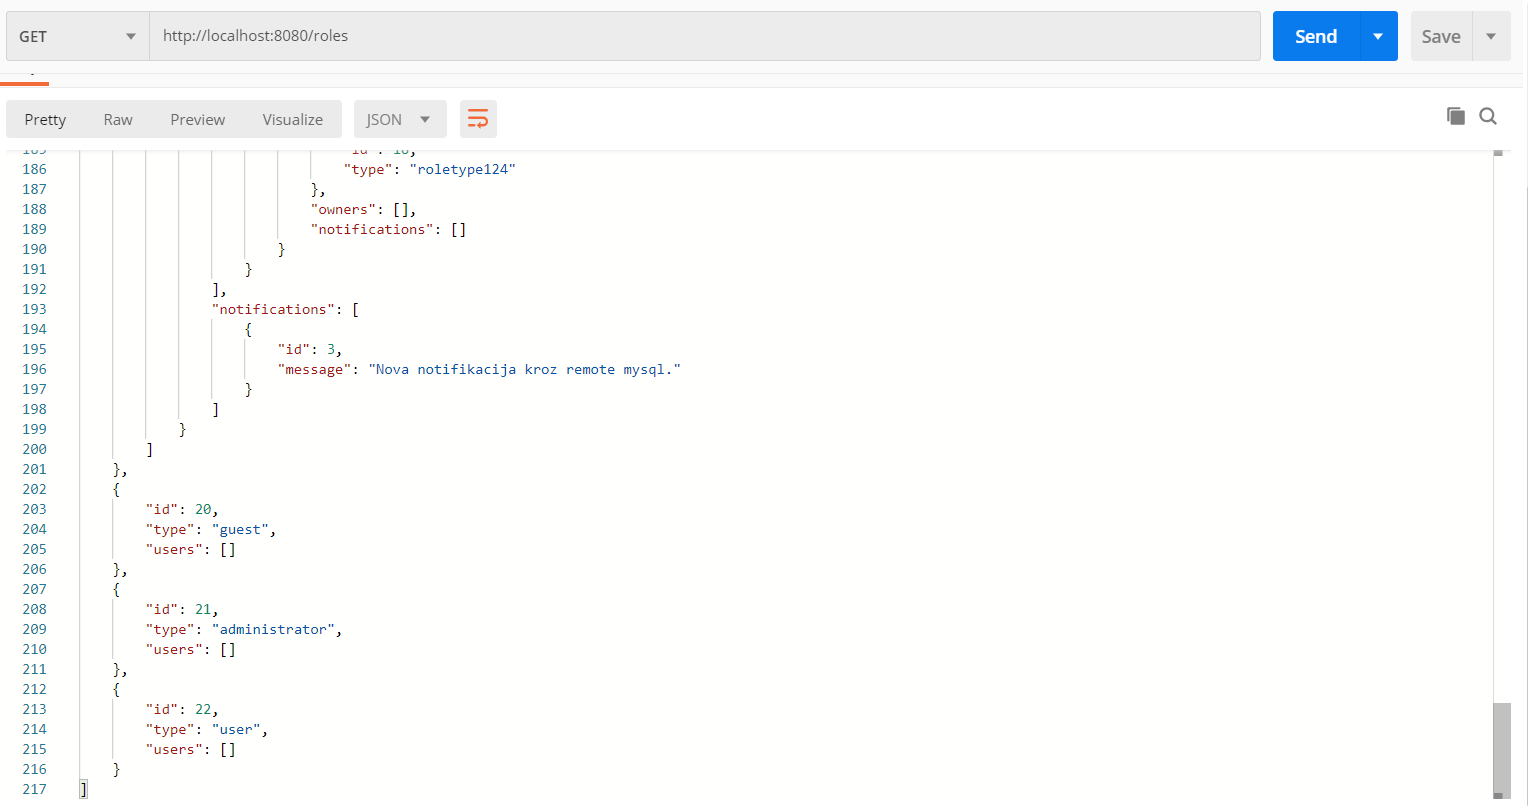 GET http://localhost:8080/roles Send Save
Pretty Raw Preview Visualize JSON
186 "type": "roletype124"
187 },
188 "owners": [],
189 "notifications": []
190 }
191 }
192 ],
193 "notifications": [
194 {
195 "id": 3,
196 "message": "Nova notifikacija kroz remote mysql."
197 }
198 ]
199 }
200 ]
201 },
202 {
203 "id": 20,
204 "type": "guest",
205 "users": []
206 },
207 {
208 "id": 21,
209 "type": "administrator",
210 "users": []
211 },
212 {
213 "id": 22,
214 "type": "user",
215 "users": []
216 }
217 ]